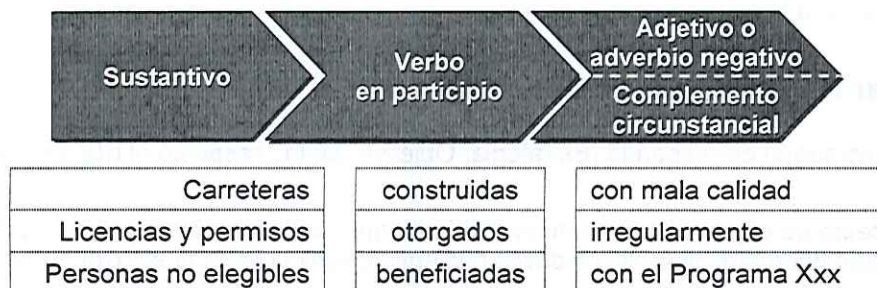 Sustantivo
Verbo
en participio
Adjetivo o
adverbio negativo
Complemento
circunstancial
Carreteras construidas con mala calidad
Licencias y permisos otorgados irregularmente
Personas no elegibles beneficiadas con el Programa Xxx